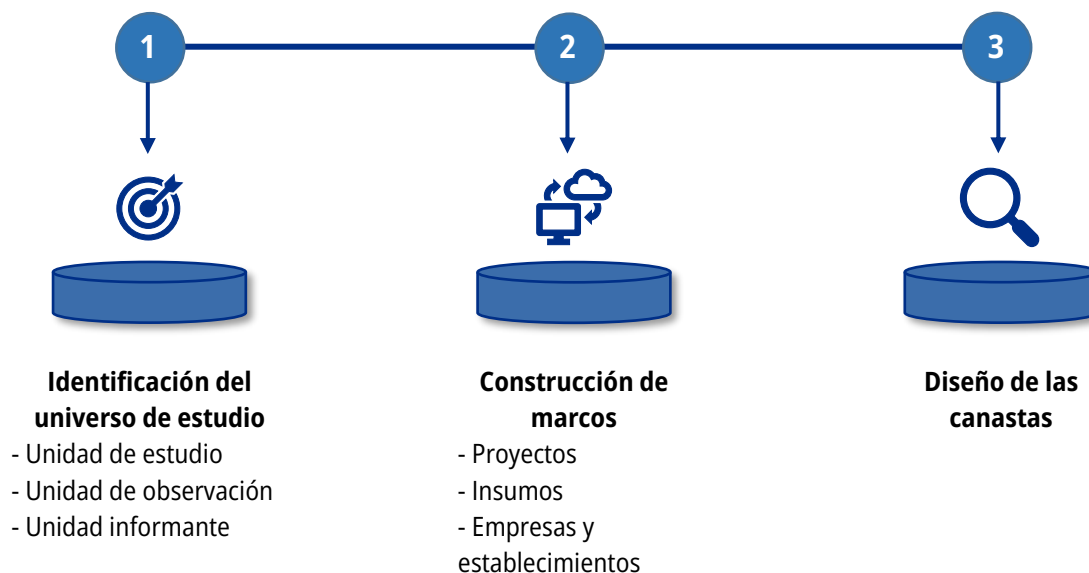 1
2
3
Identificación del
universo de estudio
- Unidad de estudio
- Unidad de observación
- Unidad informante
Construcción de
marcos
- Proyectos
- Insumos
- Empresas y
establecimientos
Diseño de las
canastas